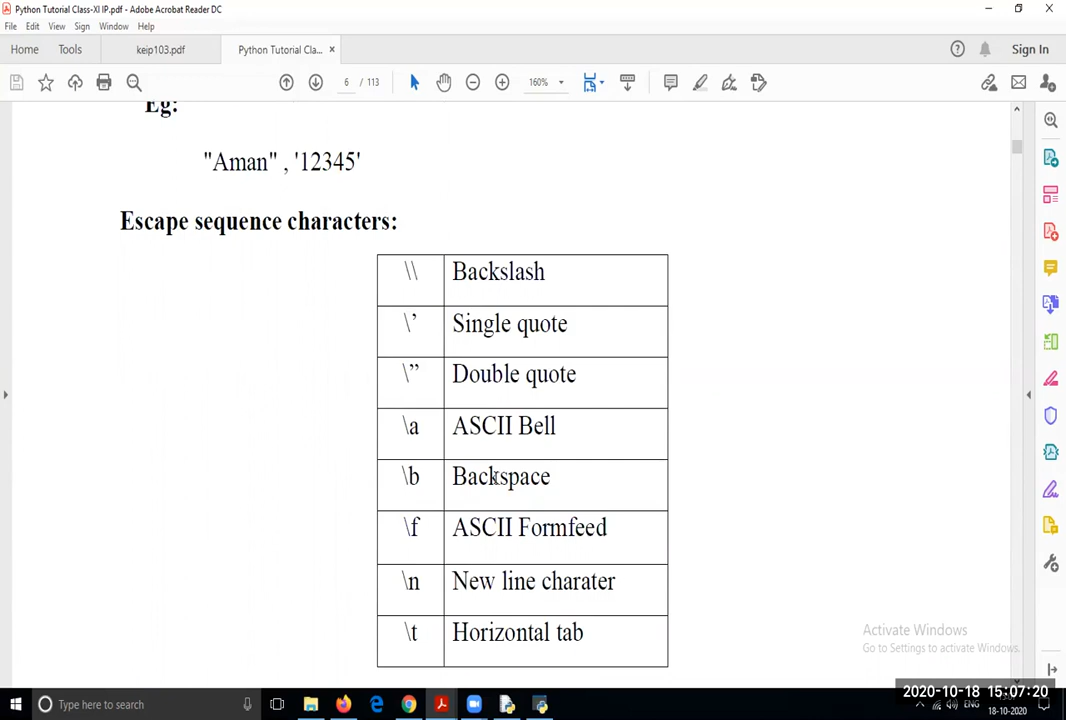 Python Tutorial Class-XI IP.pdf - Adobe Acrobat Reader DC
File Edit View Sign Window Help
Home Tools keip103.pdf Python Tutorial Cla... × Sign In
6 / 113 160%
Eg:
"Aman" , '12345'
Escape sequence characters:
\\ Backslash
\’ Single quote
\” Double quote
\a ASCII Bell
\b Backspace
\f ASCII Formfeed
\n New line charater
\t Horizontal tab
Activate Windows
Go to Settings to activate Windows.
2020-10-18 15:07:20
Type here to search ENG 18-10-2020